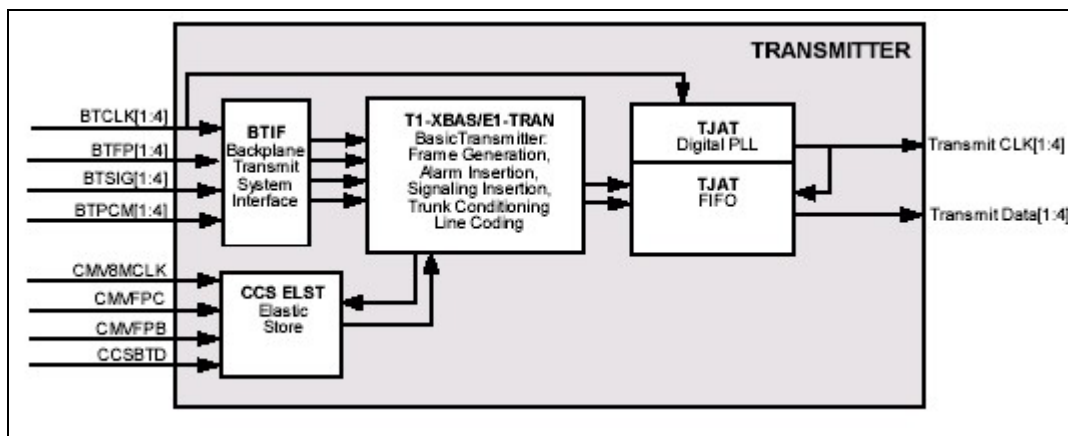 TRANSMITTER
BTCLK[1:4]
BTFP[1:4]
BTSIG[1:4]
BTPCM[1:4]
BTIF
Backplane
Transmit
System
Interface
T1-XBAS/E1-TRAN
BasicTransmitter:
Frame Generation,
Alarm Insertion,
Signaling Insertion,
Trunk Conditioning
Line Coding
TJAT
Digital PLL
TJAT
FIFO
Transmit CLK[1:4]
Transmit Data[1:4]
CMV8MCLK
CMVFPC
CMVFPB
CCSBTD
CCS ELST
Elastic
Store